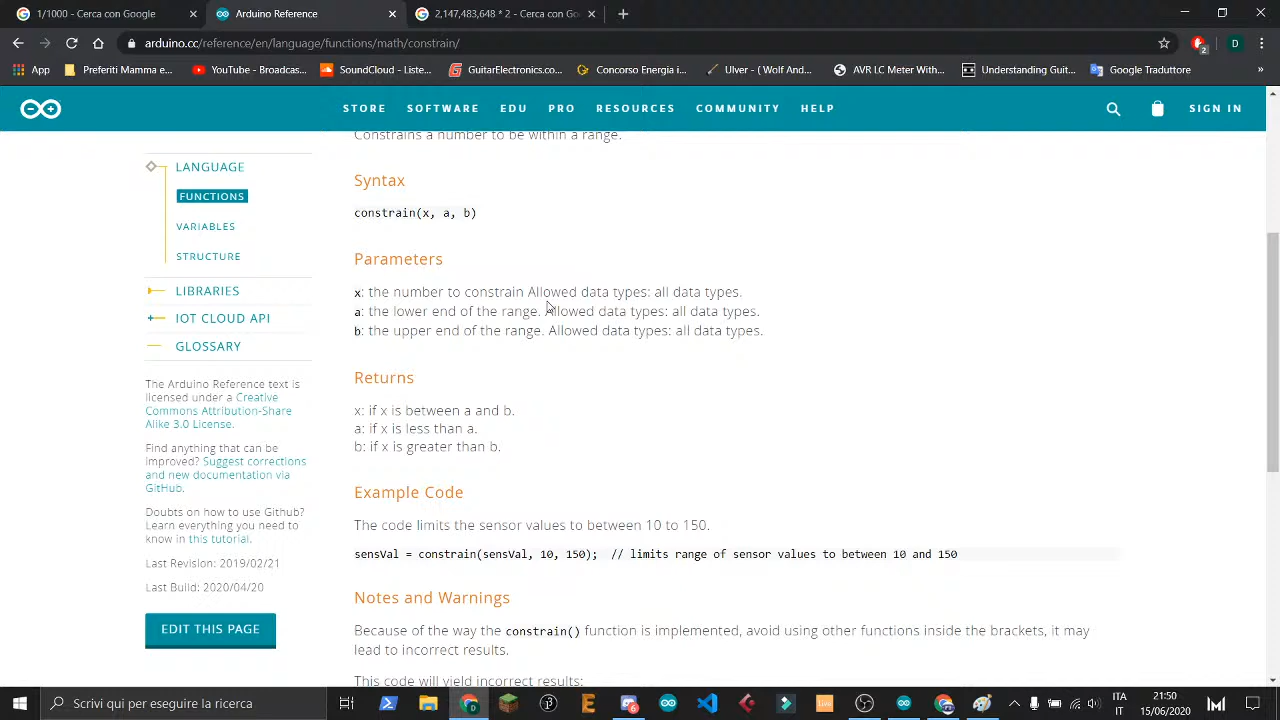 1/1000 - Cerca con Google
Arduino Reference
2,147,483,648 * 2 - Cerca con Go
arduino.cc/reference/en/language/functions/math/constrain/
2
D
App
Preferiti Mamma e...
YouTube - Broadcas...
SoundCloud - Liste...
GuitarElectronics.co...
Concorso Energia i...
Ulver - ( Wolf And...
AVR LC Meter With...
Understanding Guit...
Google Traduttore
»
STORE
SOFTWARE
EDU
PRO
RESOURCES
COMMUNITY
HELP
SIGN IN
Constrains a number to be within a range.
LANGUAGE
FUNCTIONS
VARIABLES
STRUCTURE
LIBRARIES
IOT CLOUD API
GLOSSARY
The Arduino Reference text is
licensed under a Creative
Commons Attribution-Share
Alike 3.0 License.
Find anything that can be
improved? Suggest corrections
and new documentation via
GitHub.
Doubts on how to use Github?
Learn everything you need to
know in this tutorial.
Last Revision: 2019/02/21
Last Build: 2020/04/20
EDIT THIS PAGE
Syntax
constrain(x, a, b)
Parameters
x: the number to constrain Allowed data types: all data types.
a: the lower end of the range. Allowed data types: all data types.
b: the upper end of the range. Allowed data types: all data types.
Returns
x: if x is between a and b.
a: if x is less than a.
b: if x is greater than b.
Example Code
The code limits the sensor values to between 10 to 150.
sensVal = constrain(sensVal, 10, 150);  // limits range of sensor values to between 10 and 150
Notes and Warnings
Because of the way the constrain() function is implemented, avoid using other functions inside the brackets, it may
lead to incorrect results.
This code will yield incorrect results:
Scrivi qui per eseguire la ricerca
ITA
IT
21:50
15/06/2020